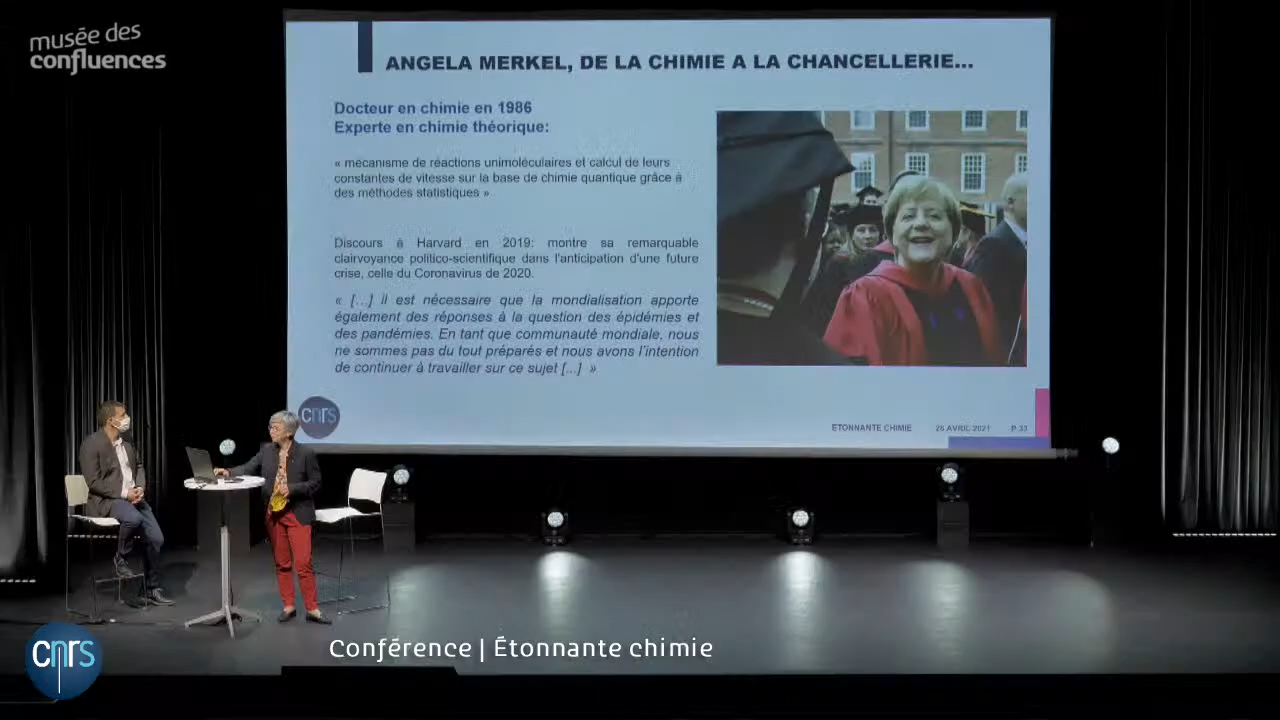 musée des
confluences
ANGELA MERKEL, DE LA CHIMIE A LA CHANCELLERIE...
Docteur en chimie en 1986
Experte en chimie théorique:
« mécanisme de réactions unimoléculaires et calcul de leurs
constantes de vitesse sur la base de chimie quantique grâce à
des méthodes statistiques »
Discours à Harvard en 2019: montre sa remarquable
clairvoyance politico-scientifique dans l'anticipation d'une future
crise, celle du Coronavirus de 2020.
« [...] il est nécessaire que la mondialisation apporte
également des réponses à la question des épidémies et
des pandémies. En tant que communauté mondiale, nous
ne sommes pas du tout préparés et nous avons l'intention
de continuer à travailler sur ce sujet [...] »
cnrs
ETONNANTE CHIMIE 26 AVRIL 2021 P.33
Conférence | Étonnante chimie
cnrs